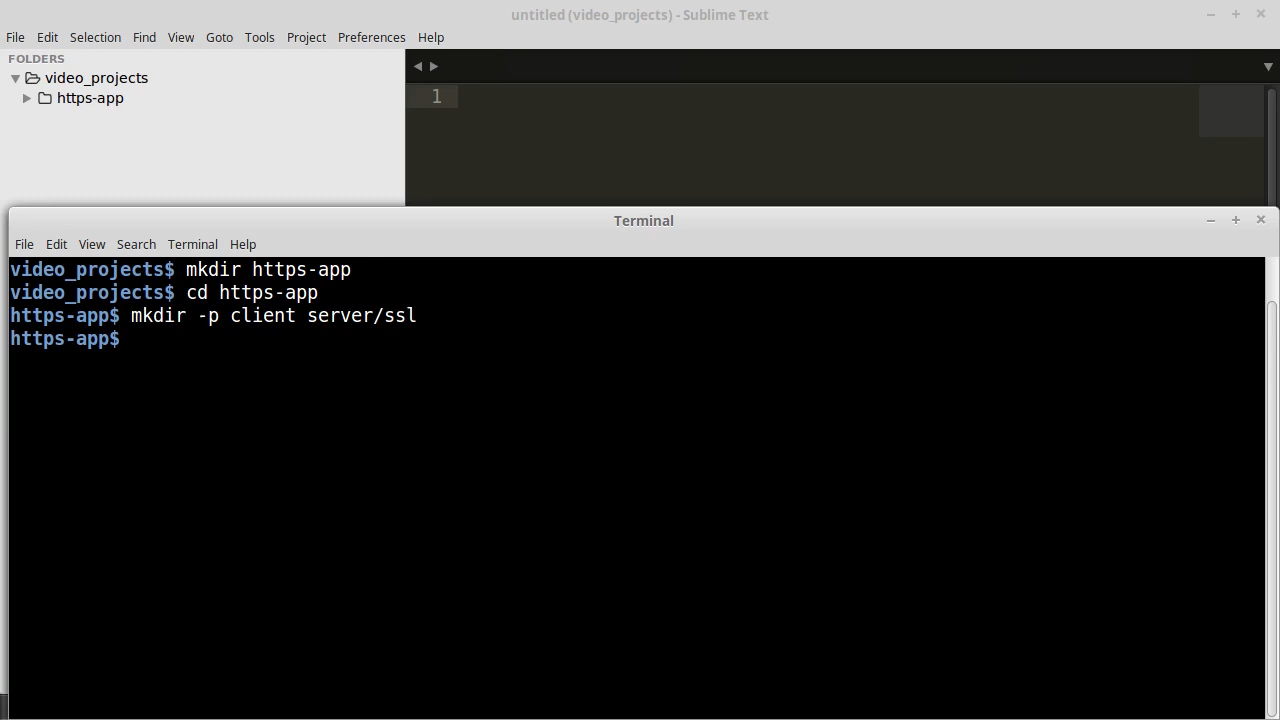 untitled (video_projects) - Sublime Text
File Edit Selection Find View Goto Tools Project Preferences Help
FOLDERS
video_projects
https-app
1
Terminal
File Edit View Search Terminal Help
video_projects$ mkdir https-app
video_projects$ cd https-app
https-app$ mkdir -p client server/ssl
https-app$